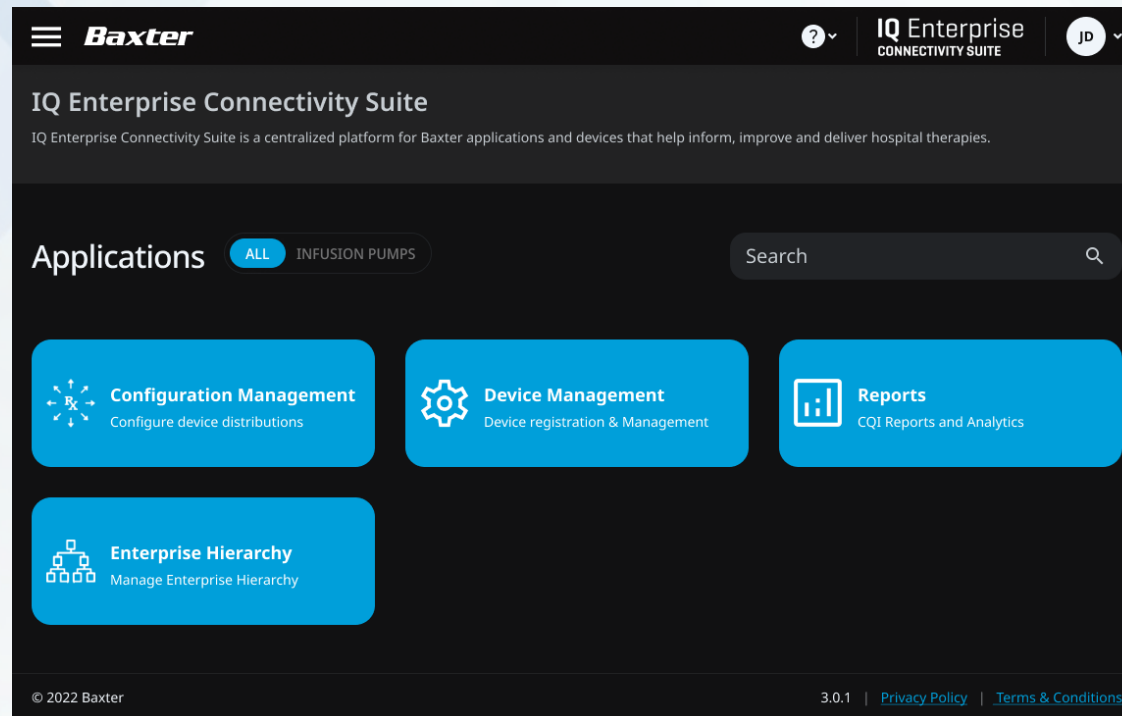 Baxter
?
IQ Enterprise
CONNECTIVITY SUITE
JD
IQ Enterprise Connectivity Suite
IQ Enterprise Connectivity Suite is a centralized platform for Baxter applications and devices that help inform, improve and deliver hospital therapies.
Applications
ALL
INFUSION PUMPS
Search
Rx
Configuration Management
Configure device distributions
Device Management
Device registration & Management
Reports
CQI Reports and Analytics
Enterprise Hierarchy
Manage Enterprise Hierarchy
© 2022 Baxter
3.0.1 | Privacy Policy | Terms & Conditions